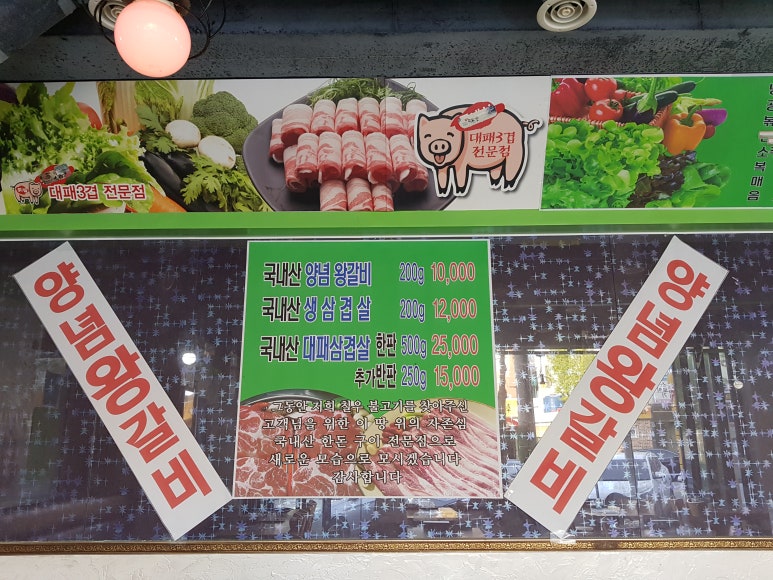 대패3겹
전문점
대패3겹 전문점
소복매음
양념왕갈비
국내산 양념 왕갈비 200g 10,000
국내산 생삼겹살 200g 12,000
국내산 대파삼겹살 한판 500g 25,000
추가반판 250g 15,000
그동안 저희 칠우 불고기를 찾아주신
고객님을 위한 이 땅 위의 자존심
국내산 한돈 구이 전문점으로
새로운 모습으로 모시겠습니다
감사합니다
양념왕갈비